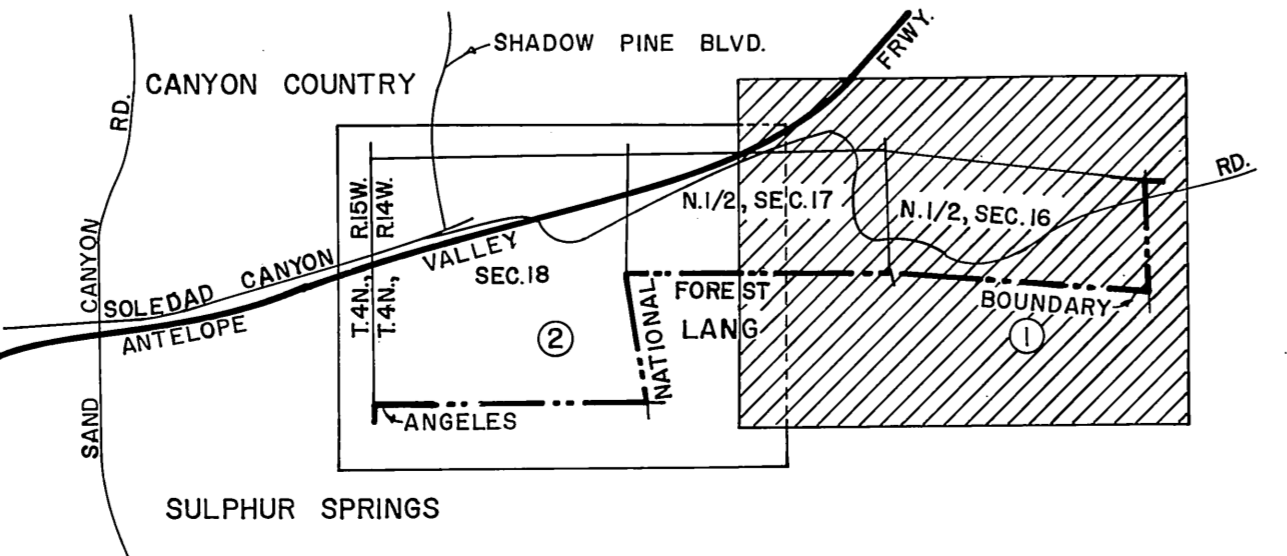 SHADOW PINE BLVD.
FRWY.
CANYON COUNTRY
RD.
RD.
R.15W.
R.14W.
N.1/2, SEC.17
N.1/2, SEC.16
CANYON
SOLEDAD CANYON
VALLEY
SEC.18
ANTELOPE
T.4N.,
T.4N.,
FOREST
BOUNDARY
LANG
NATIONAL
2
1
SAND
ANGELES
SULPHUR SPRINGS